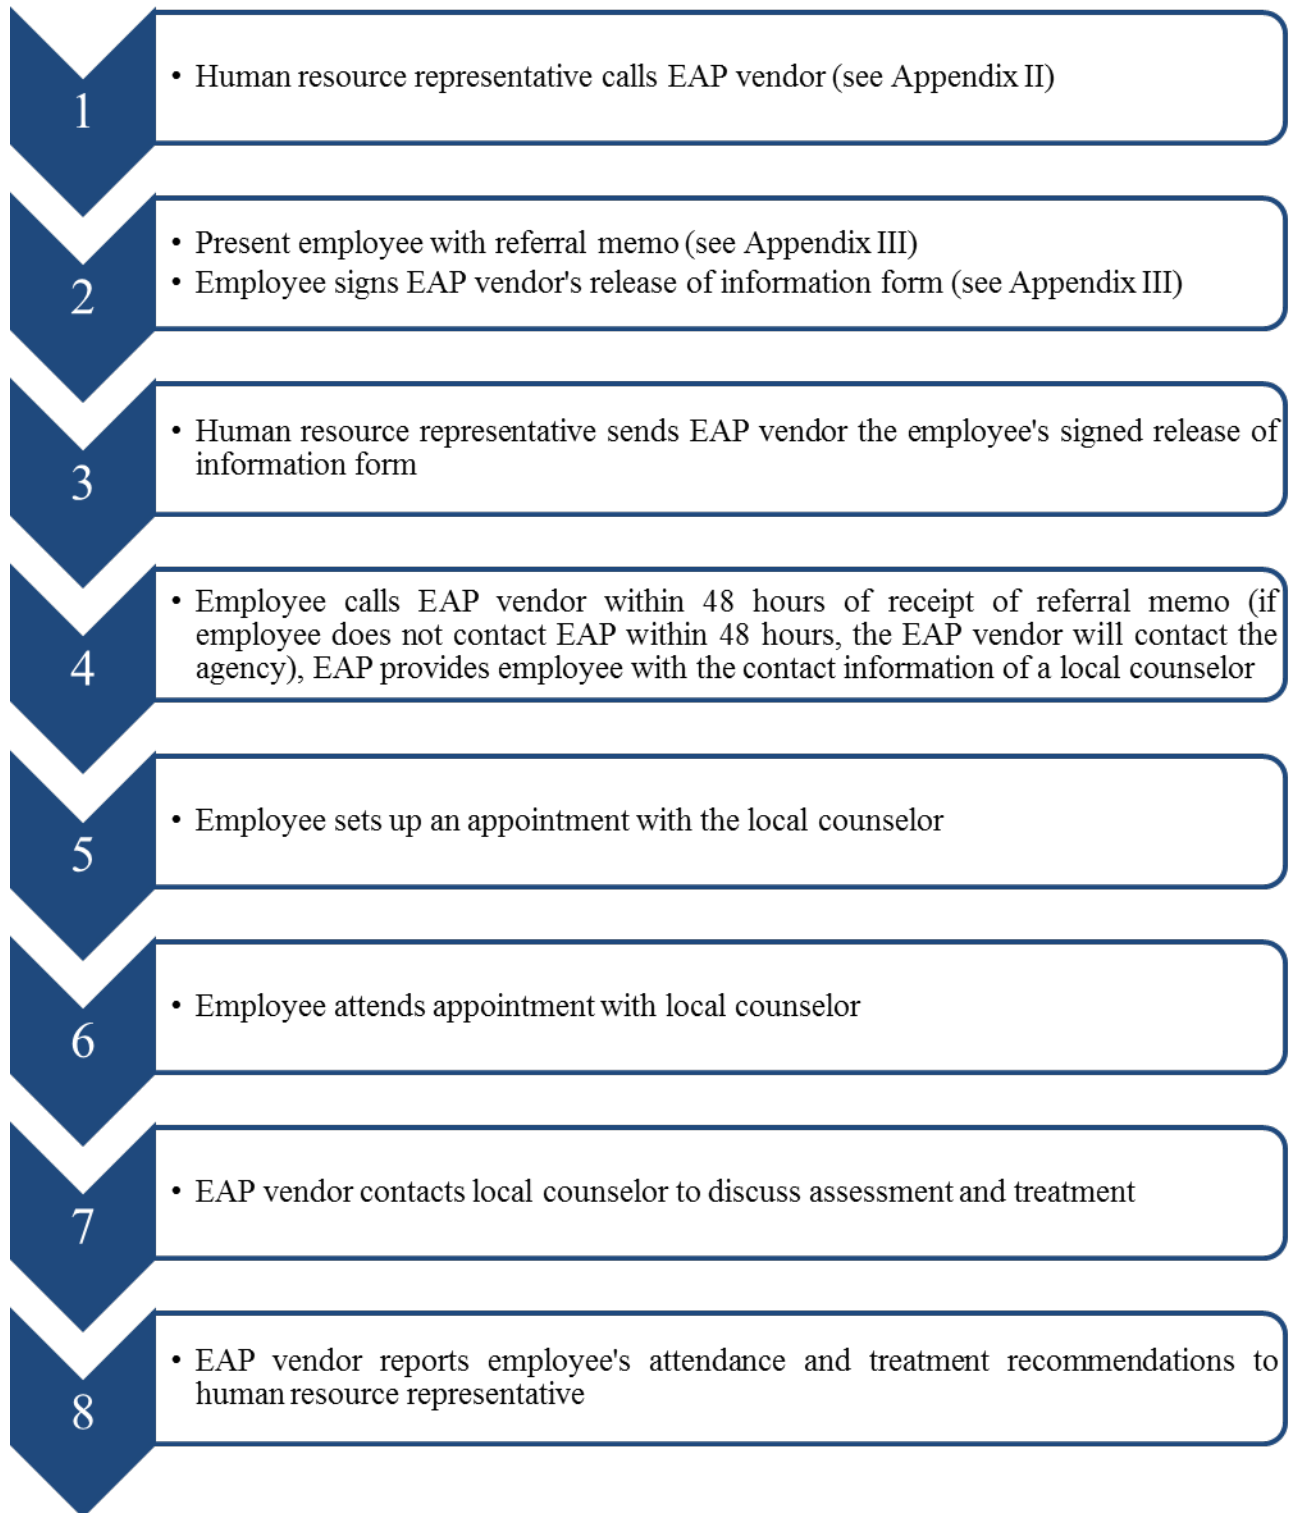 1
• Human resource representative calls EAP vendor (see Appendix II)
2
• Present employee with referral memo (see Appendix III)
• Employee signs EAP vendor's release of information form (see Appendix III)
3
• Human resource representative sends EAP vendor the employee's signed release of
information form
4
• Employee calls EAP vendor within 48 hours of receipt of referral memo (if
employee does not contact EAP within 48 hours, the EAP vendor will contact the
agency), EAP provides employee with the contact information of a local counselor
5
• Employee sets up an appointment with the local counselor
6
• Employee attends appointment with local counselor
7
• EAP vendor contacts local counselor to discuss assessment and treatment
8
• EAP vendor reports employee's attendance and treatment recommendations to
human resource representative